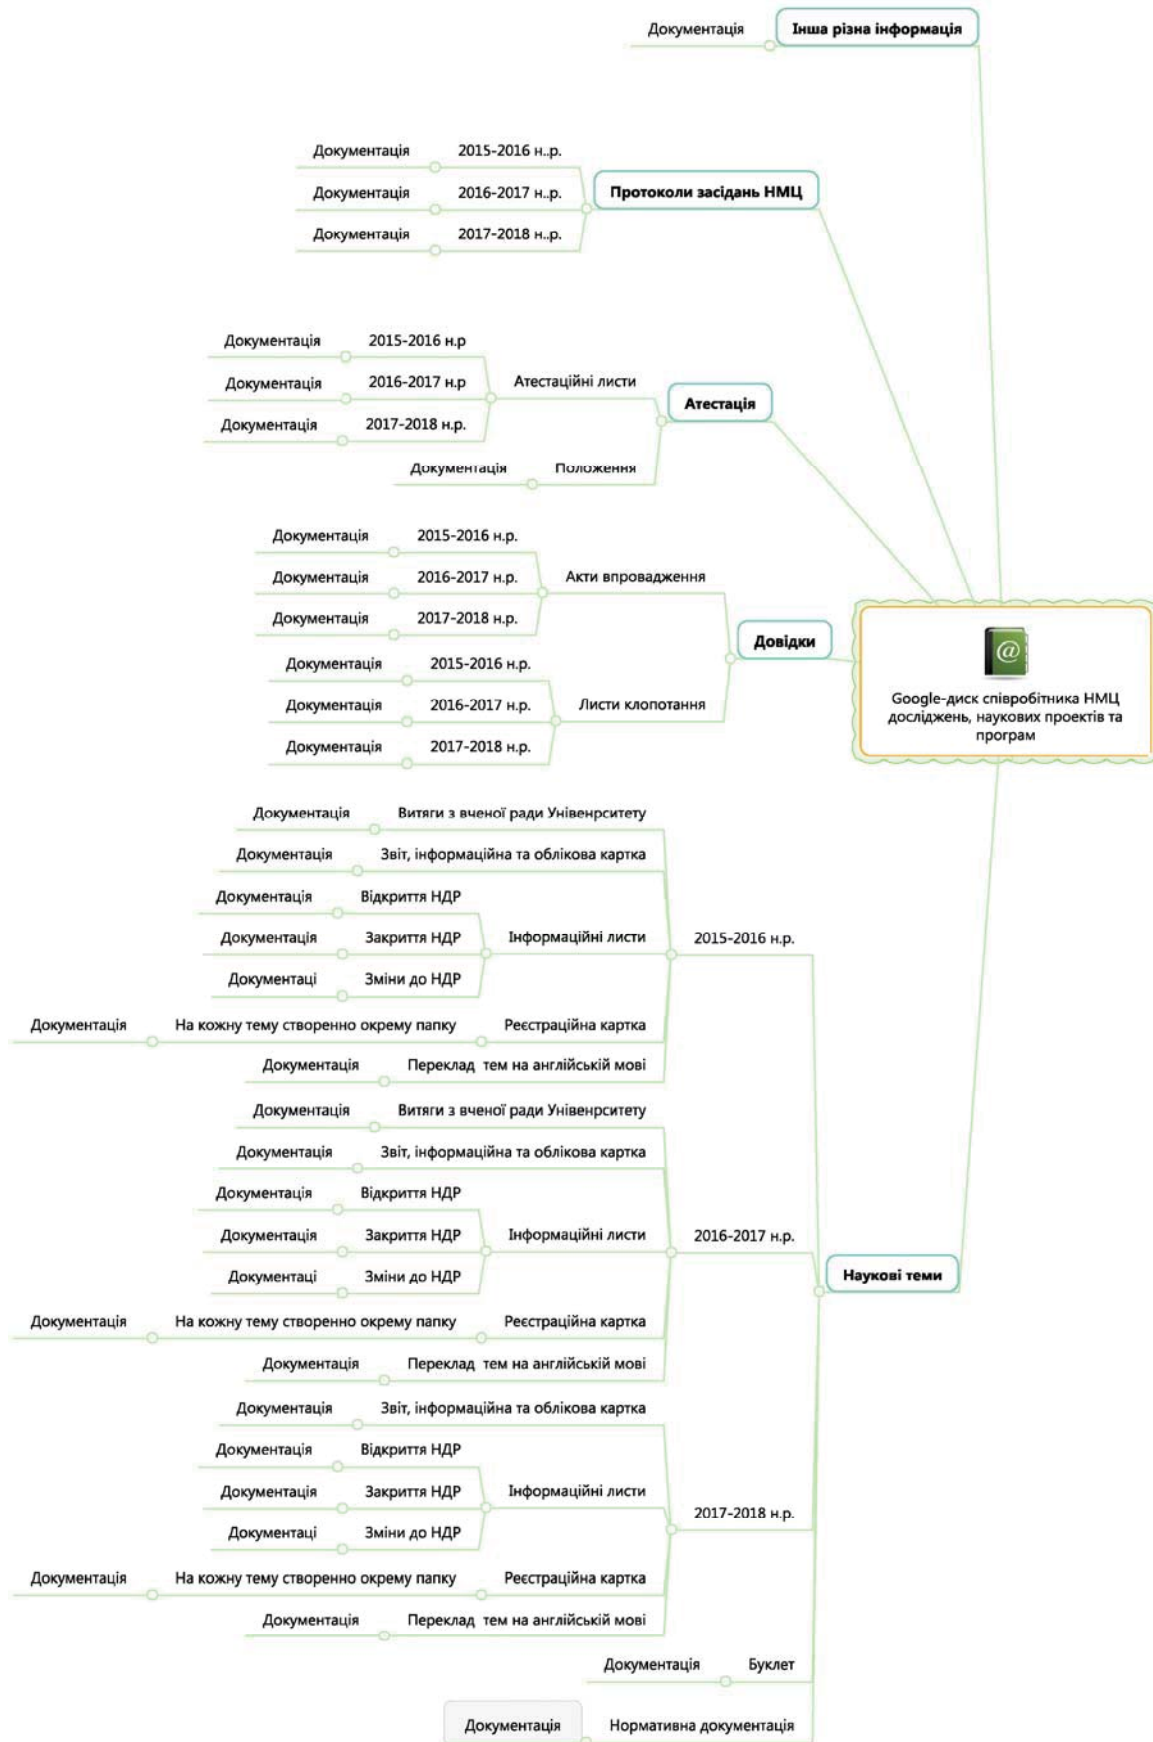 Документація Інша різна інформація
Документація 2015-2016 н..р.
Документація 2016-2017 н..р. Протоколи засідань НМЦ
Документація 2017-2018 н..р.
Документація 2015-2016 н.р
Документація 2016-2017 н.р Атестаційні листи
Атестація
Документація 2017-2018 н.р.
Документація Положення
Документація 2015-2016 н.р.
Документація 2016-2017 н.р. Акти впровадження
Документація 2017-2018 н.р.
Довідки
Документація 2015-2016 н.р.
Документація 2016-2017 н.р. Листи клопотання
Документація 2017-2018 н.р.
@
Google-диск співробітника НМЦ
досліджень, наукових проектів та
програм
Документація Витяги з вченої ради Унівенрситету
Документація Звіт, інформаційна та облікова картка
Документація Відкриття НДР
Документація Закриття НДР Інформаційні листи 2015-2016 н.р.
Документаці Зміни до НДР
Документація На кожну тему створенно окрему папку Реєстраційна картка
Документація Переклад тем на англійській мові
Документація Витяги з вченої ради Унівенрситету
Документація Звіт, інформаційна та облікова картка
Документація Відкриття НДР
Документація Закриття НДР Інформаційні листи 2016-2017 н.р.
Документаці Зміни до НДР
Наукові теми
Документація На кожну тему створенно окрему папку Реєстраційна картка
Документація Переклад тем на англійській мові
Документація Звіт, інформаційна та облікова картка
Документація Відкриття НДР
Документація Закриття НДР Інформаційні листи
2017-2018 н.р.
Документаці Зміни до НДР
Документація На кожну тему створенно окрему папку Реєстраційна картка
Документація Переклад тем на англійській мові
Документація Буклет
Документація Нормативна документація